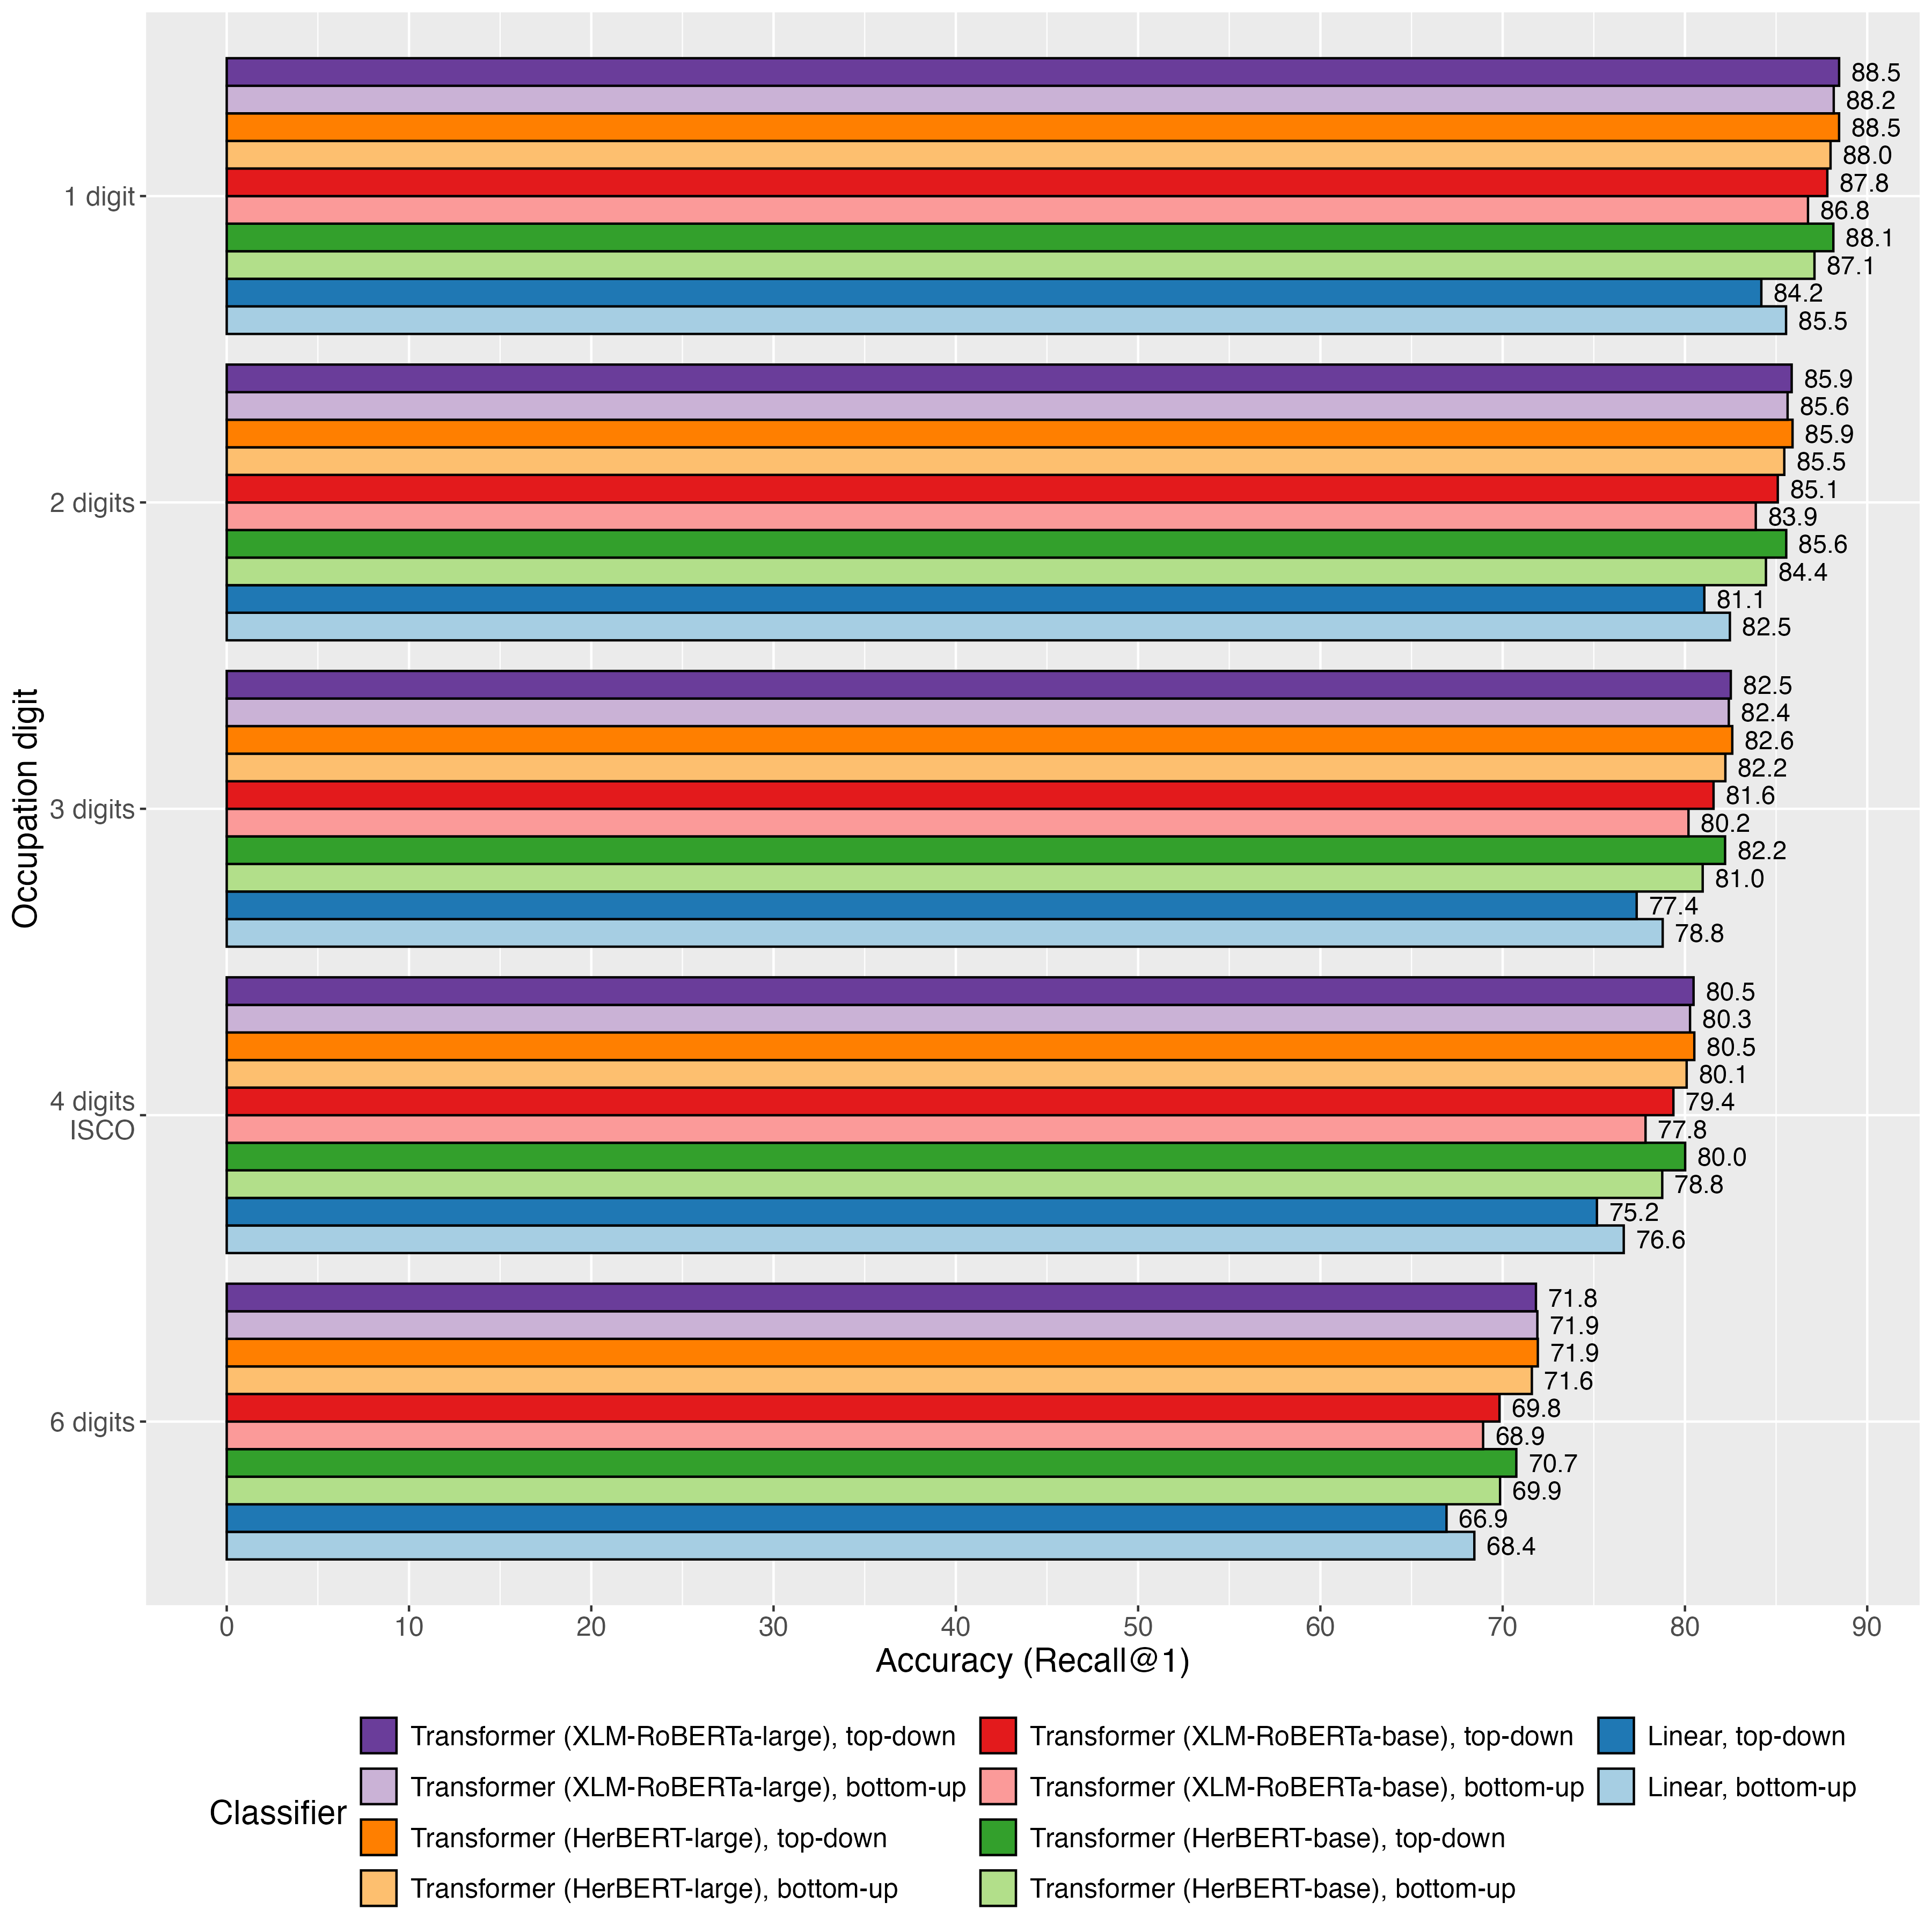 88.5
88.2
88.5
88.0
87.8
1 digit
86.8
88.1
87.1
84.2
85.5
85.9
85.6
85.9
85.5
85.1
2 digits
83.9
85.6
84.4
81.1
82.5
82.5
82.4
82.6
82.2
81.6
Occupation digit
3 digits
80.2
82.2
81.0
77.4
78.8
80.5
80.3
80.5
80.1
79.4
4 digits
ISCO
77.8
80.0
78.8
75.2
76.6
71.8
71.9
71.9
71.6
69.8
6 digits
68.9
70.7
69.9
66.9
68.4
0 10 20 30 40 50 60 70 80 90
Accuracy (Recall@1)
Classifier
Transformer (XLM-RoBERTa-large), top-down
Transformer (XLM-RoBERTa-large), bottom-up
Transformer (HerBERT-large), top-down
Transformer (HerBERT-large), bottom-up
Transformer (XLM-RoBERTa-base), top-down
Transformer (XLM-RoBERTa-base), bottom-up
Transformer (HerBERT-base), top-down
Transformer (HerBERT-base), bottom-up
Linear, top-down
Linear, bottom-up